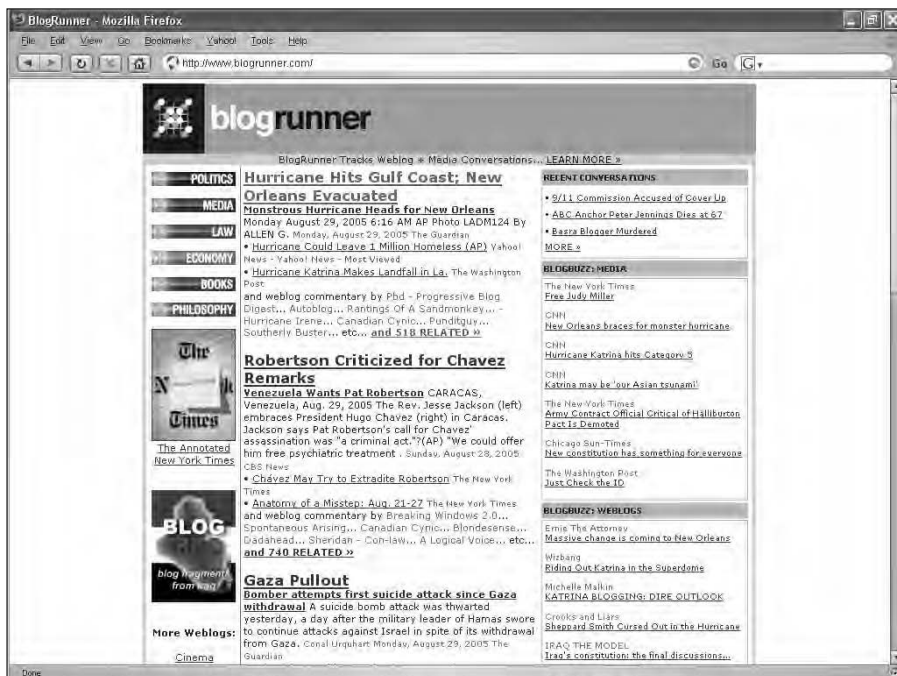 BlogRunner - Mozilla Firefox
File Edit View Go Bookmarks Yahoo! Tools Help
http://www.blogrunner.com/
Go
G
blogrunner
BlogRunner Tracks Weblog
Media Conversations... LEARN MORE »
POLITICS
MEDIA
LAW
ECONOMY
BOOKS
PHILOSOPHY
The
N k
Times
The Annotated
New York Times
BLOG
blog fragments
from iraq
More Weblogs:
Cinema
Hurricane Hits Gulf Coast; New
Orleans Evacuated
Monstrous Hurricane Heads for New Orleans
Monday August 29, 2005 6:16 AM AP Photo LADM124 By
ALLEN G. Monday, August 29, 2005 The Guardian
• Hurricane Could Leave 1 Million Homeless (AP) Yahoo!
News - Yahoo! News - Most Viewed
• Hurricane Katrina Makes Landfall in La. The Washington
Post
and weblog commentary by Pbd - Progressive Blog
Digest... Autoblog... Rantings Of A Sandmonkey... -
Hurricane Irene... Canadian Cynic... Punditguy...
Southerly Buster... etc... and 518 RELATED »
Robertson Criticized for Chavez
Remarks
Venezuela Wants Pat Robertson CARACAS,
Venezuela, Aug. 29, 2005 The Rev. Jesse Jackson (left)
embraces President Hugo Chavez (right) in Caracas.
Jackson says Pat Robertson's call for Chavez'
assassination was "a criminal act."?(AP) "We could offer
him free psychiatric treatment . Sunday, August 28, 2005
CBS News
• Chávez May Try to Extradite Robertson The New York
Times
• Anatomy of a Misstep: Aug. 21-27 The New York Times
and weblog commentary by Breaking Windows 2.0...
Spontaneous Arising... Canadian Cynic... Blondesense...
Dadahead... Sheridan - Con-law... A Logical Voice... etc...
and 740 RELATED »
Gaza Pullout
Bomber attempts first suicide attack since Gaza
withdrawal A suicide bomb attack was thwarted
yesterday, a day after the military leader of Hamas swore
to continue attacks against Israel in spite of its withdrawal
from Gaza. Conal Urquhart Monday, August 29, 2005 The
Guardian
RECENT CONVERSATIONS
• 9/11 Commission Accused of Cover Up
• ABC Anchor Peter Jennings Dies at 67
• Basra Blogger Murdered
MORE »
BLOGBUZZ: MEDIA
The New York Times
Free Judy Miller
CNN
New Orleans braces for monster hurricane
CNN
Hurricane Katrina hits Category 5
CNN
Katrina may be 'our Asian tsunami'
The New York Times
Army Contract Official Critical of Halliburton
Pact Is Demoted
Chicago Sun-Times
New constitution has something for everyone
The Washington Post
Just Check the ID
BLOGBUZZ: WEBLOGS
Ernie The Attorney
Massive change is coming to New Orleans
Wizbang
Riding Out Katrina in the Superdome
Michelle Malkin
KATRINA BLOGGING: DIRE OUTLOOK
Crooks and Liars
Sheppard Smith Cursed Out in the Hurricane
IRAQ THE MODEL
Iraq's constitution: the final discussions...
Done